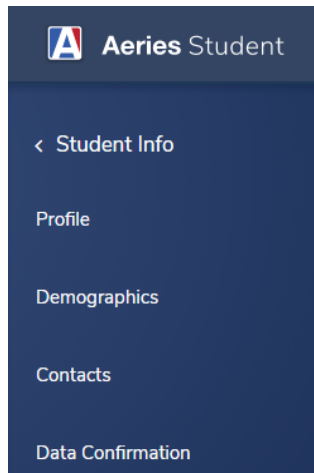 A Aeries Student
< Student Info
Profile
Demographics
Contacts
Data Confirmation